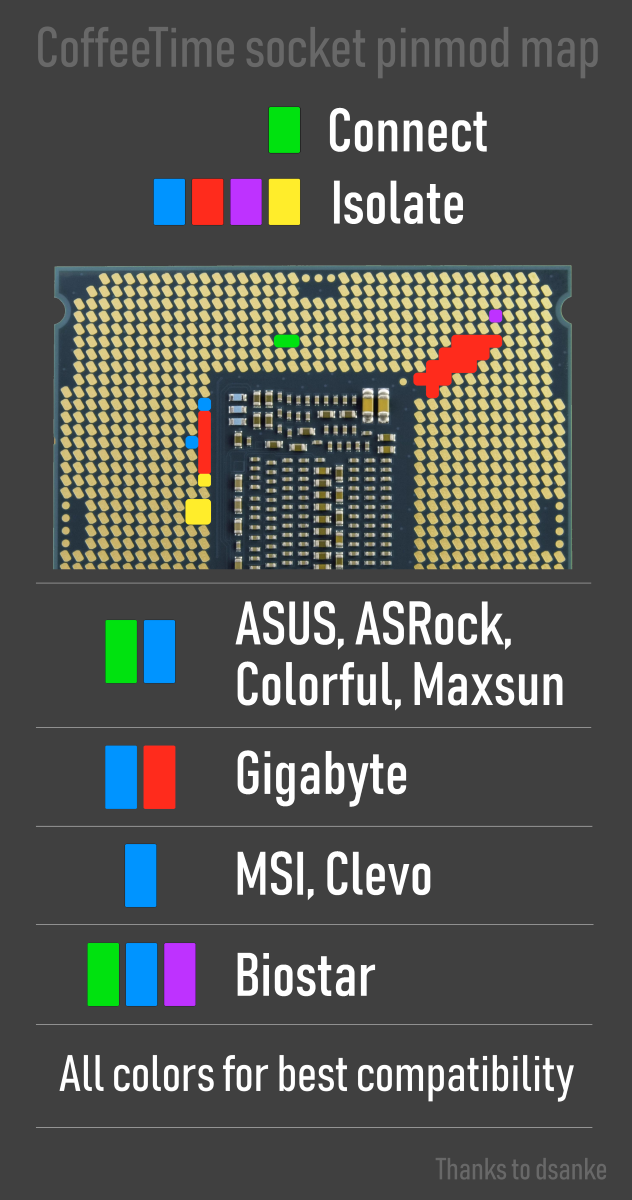 CoffeeTime socket pinmod map
Connect
Isolate
ASUS, ASRock,
Colorful, Maxsun
Gigabyte
MSI, Clevo
Biostar
All colors for best compatibility
Thanks to dsanke